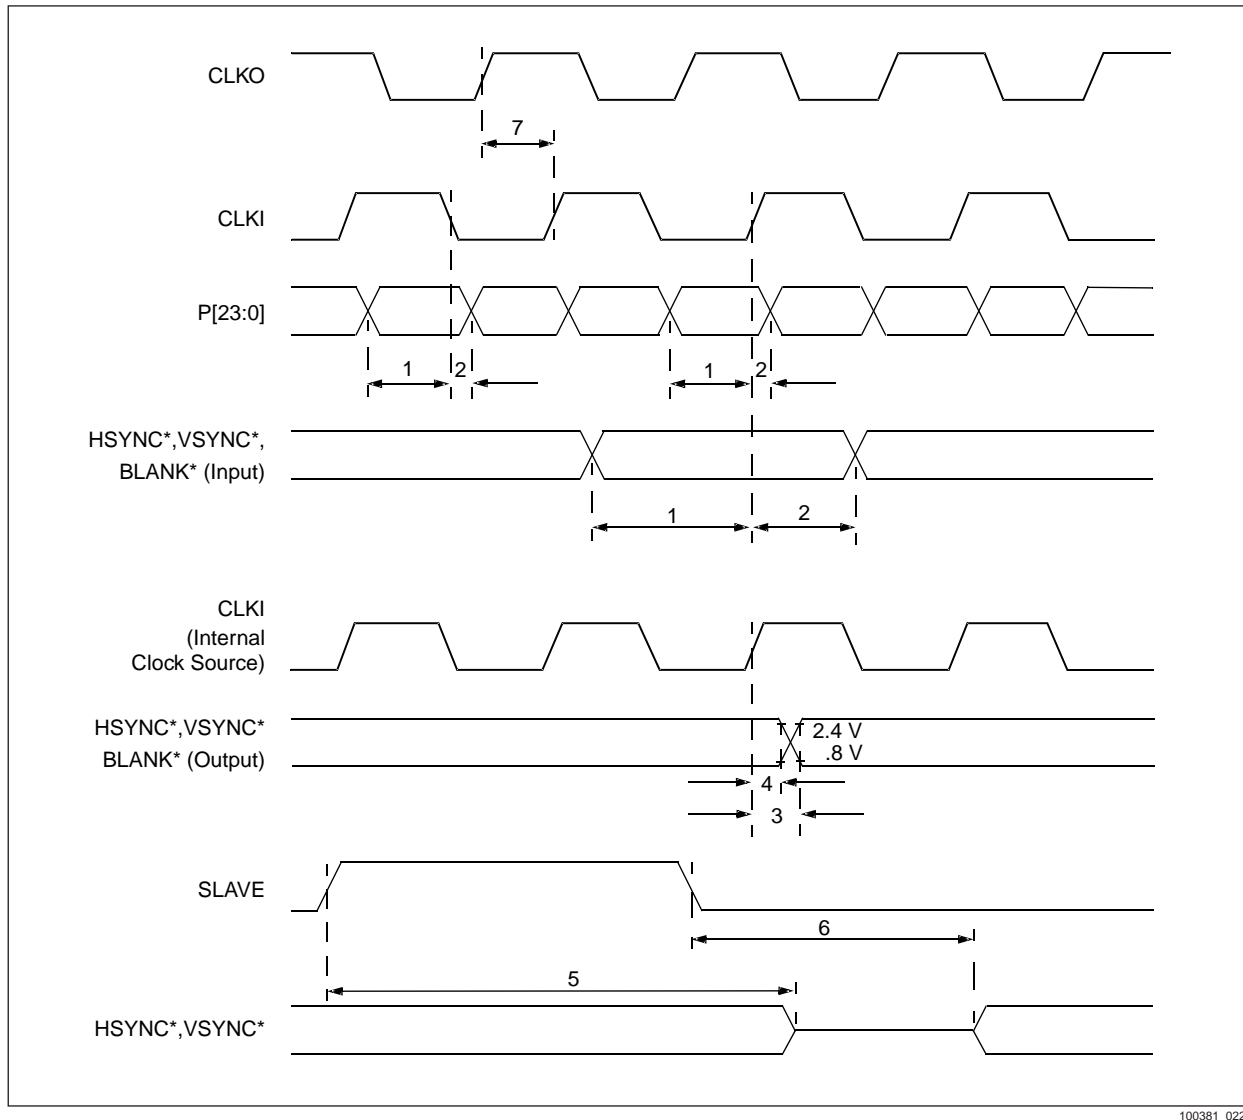 CLKO
7
CLKI
P[23:0]
1 2 1 2
HSYNC*,VSYNC*,
BLANK* (Input)
1 2
CLKI
(Internal
Clock Source)
HSYNC*,VSYNC*
BLANK* (Output)
2.4 V
.8 V
4
3
SLAVE
6
5
HSYNC*,VSYNC*
100381_022